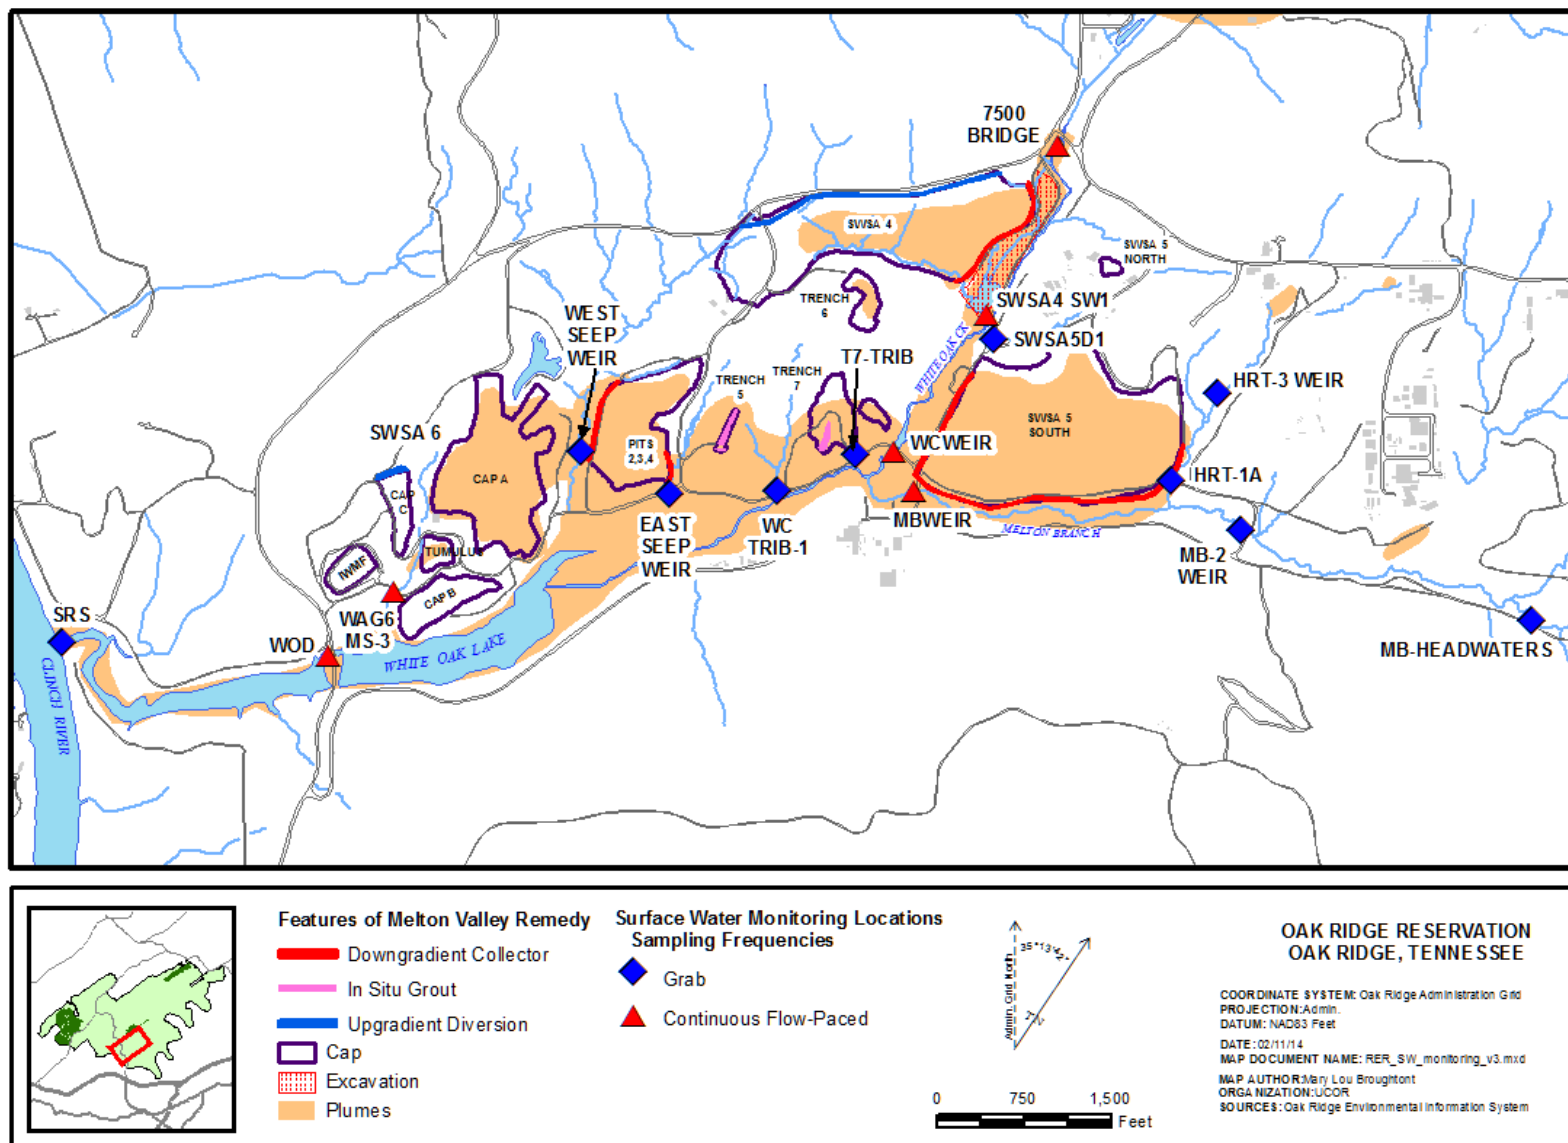 7500
BRIDGE
SWSA 4
SWSA 5
NORTH
TRENCH
6
SWSA4 SW1
SWSA5D1
WEST
SEEP
WEIR
WHITE OAK CK
T7-TRIB
TRENCH
5
TRENCH
7
HRT-3 WEIR
SWSA 6
SWSA 5
SOUTH
PITS
2,3,4
WCWEIR
CAP A
CAP
C
HRT-1A
MBWEIR
MELTON BRANCH
EAST
SEEP
WEIR
WC
TRIB-1
MB-2
WEIR
TUMULUS
IWMF
CAP B
SRS
WAG6
MS-3
WOD
WHITE OAK LAKE
MB-HEADWATERS
CLINCH RIVER
Features of Melton Valley Remedy
Downgradient Collector
In Situ Grout
Upgradient Diversion
Cap
Excavation
Plumes
Surface Water Monitoring Locations
Sampling Frequencies
Grab
Continuous Flow-Paced
Admin. Grid North
35°13'42"
0 750 1,500
Feet
OAK RIDGE RESERVATION
OAK RIDGE, TENNESSEE
COORDINATE SYSTEM: Oak Ridge Administration Grid
PROJECTION: Admin.
DATUM: NAD83 Feet
DATE: 02/11/14
MAP DOCUMENT NAME: RER_SW_monitoring_v3.mxd
MAP AUTHOR: Mary Lou Broughtont
ORGANIZATION: UCOR
SOURCES: Oak Ridge Environmental Information System